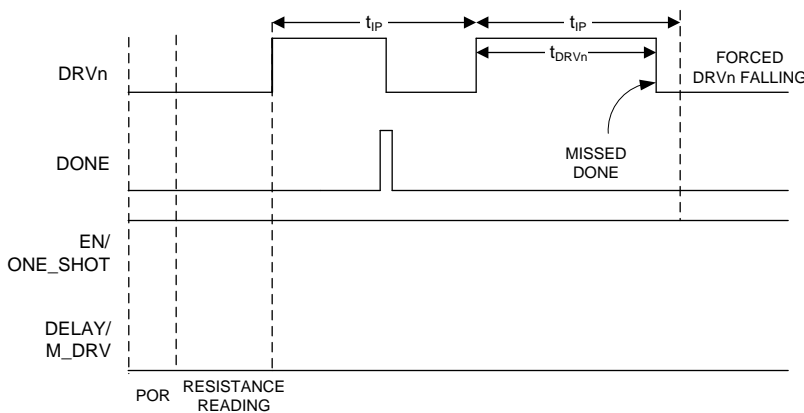 tIP
tIP
DRVn
tDRVn
FORCED
DRVn FALLING
MISSED
DONE
DONE
EN/
ONE_SHOT
DELAY/
M_DRV
POR
RESISTANCE
READING